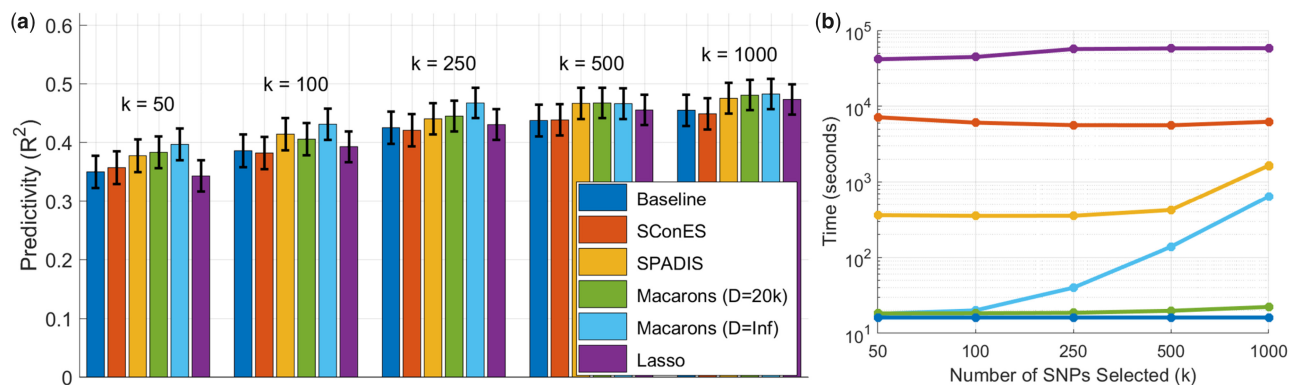 (a)
Predictivity (R²)
0.6
0.5
0.4
0.3
0.2
0.1
0
k = 50
k = 100
k = 250
k = 500
k = 1000
Baseline
SConES
SPADIS
Macarons (D=20k)
Macarons (D=Inf)
Lasso
(b)
Time (seconds)
10⁵
10⁴
10³
10²
10¹
50 100 250 500 1000
Number of SNPs Selected (k)